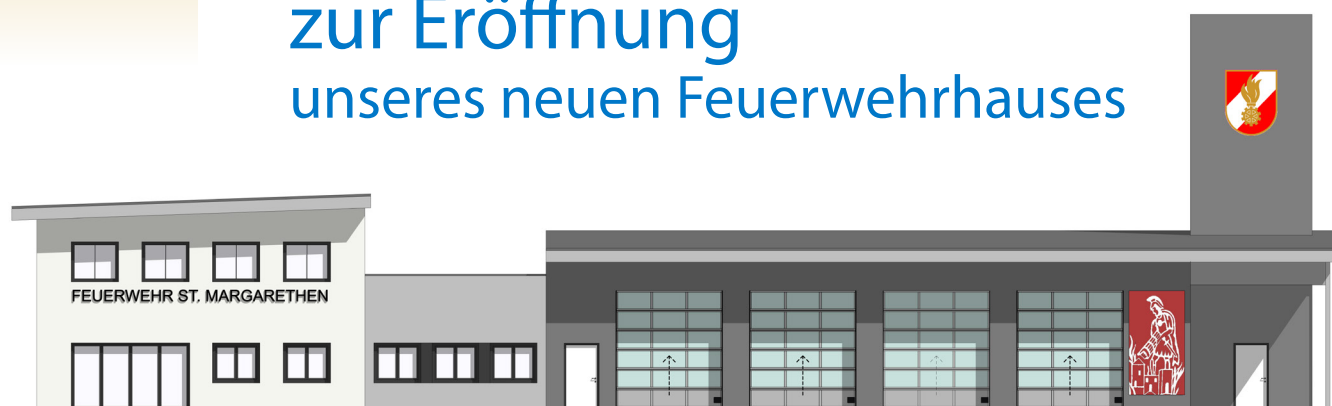 zur Eröffnung
unseres neuen Feuerwehrhauses
FEUERWEHR ST. MARGARETHEN